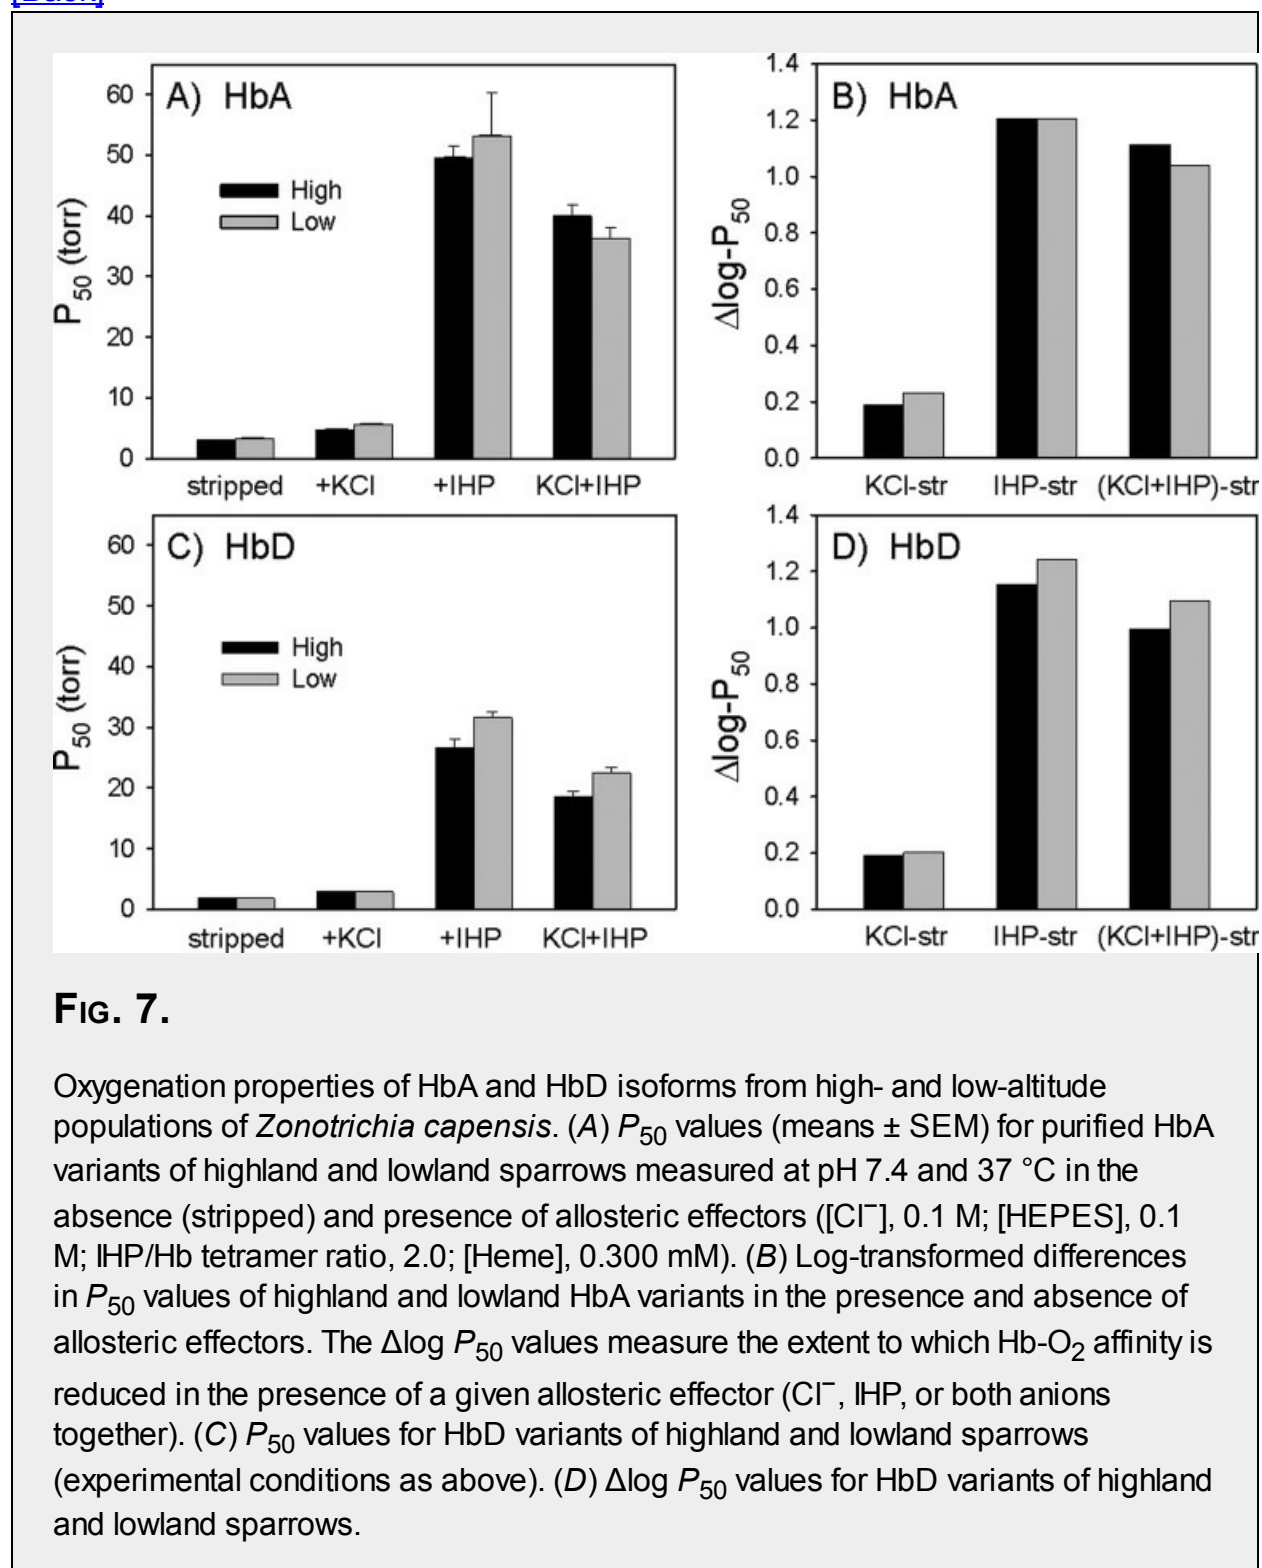 [Back]
A) HbA
P50 (torr)
60
50
40
30
20
10
0
High
Low
stripped +KCl +IHP KCl+IHP
B) HbA
Δlog-P50
1.4
1.2
1.0
0.8
0.6
0.4
0.2
0.0
KCl-str IHP-str (KCl+IHP)-str
C) HbD
P50 (torr)
60
50
40
30
20
10
0
High
Low
stripped +KCl +IHP KCl+IHP
D) HbD
Δlog-P50
1.4
1.2
1.0
0.8
0.6
0.4
0.2
0.0
KCl-str IHP-str (KCl+IHP)-str
FIG. 7.
Oxygenation properties of HbA and HbD isoforms from high- and low-altitude
populations of Zonotrichia capensis. (A) P50 values (means ± SEM) for purified HbA
variants of highland and lowland sparrows measured at pH 7.4 and 37 °C in the
absence (stripped) and presence of allosteric effectors ([Cl−], 0.1 M; [HEPES], 0.1
M; IHP/Hb tetramer ratio, 2.0; [Heme], 0.300 mM). (B) Log-transformed differences
in P50 values of highland and lowland HbA variants in the presence and absence of
allosteric effectors. The Δlog P50 values measure the extent to which Hb-O2 affinity is
reduced in the presence of a given allosteric effector (Cl−, IHP, or both anions
together). (C) P50 values for HbD variants of highland and lowland sparrows
(experimental conditions as above). (D) Δlog P50 values for HbD variants of highland
and lowland sparrows.